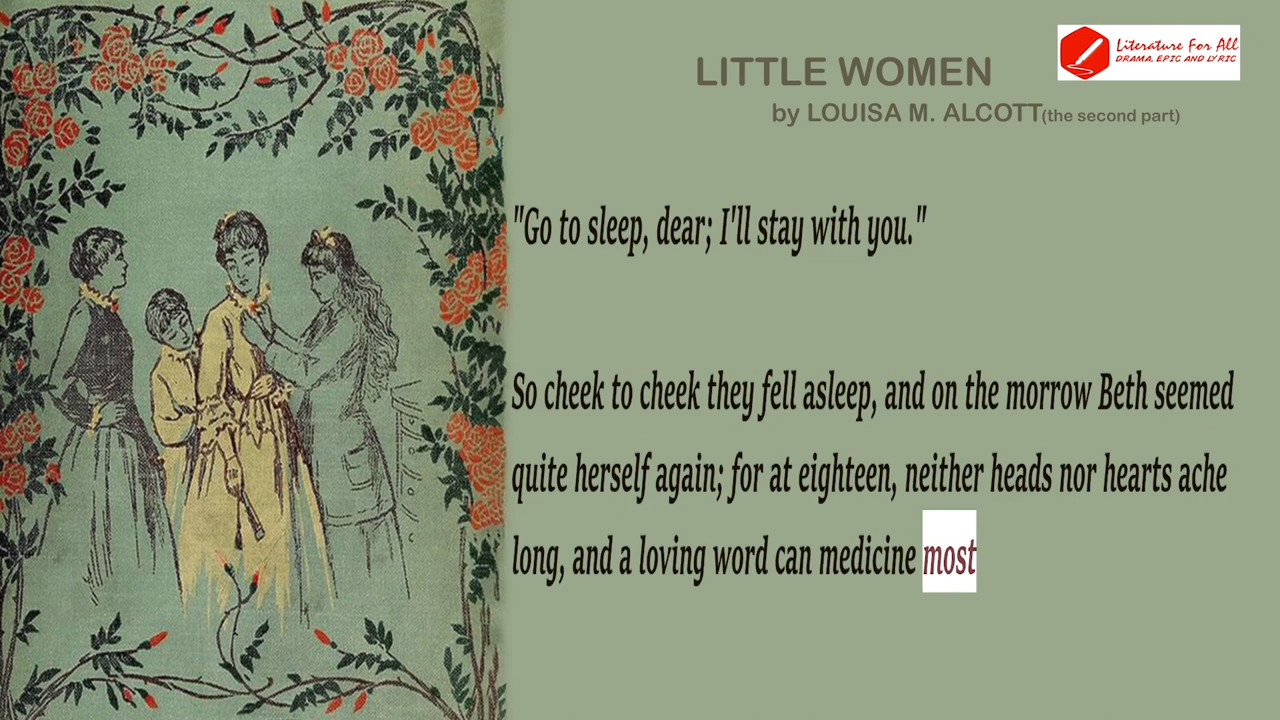 LITTLE WOMEN
Literature For All
DRAMA, EPIC AND LYRIC
by LOUISA M. ALCOTT(the second part)
"Go to sleep, dear; I'll stay with you."
So cheek to cheek they fell asleep, and on the morrow Beth seemed
quite herself again; for at eighteen, neither heads nor hearts ache
long, and a loving word can medicine most